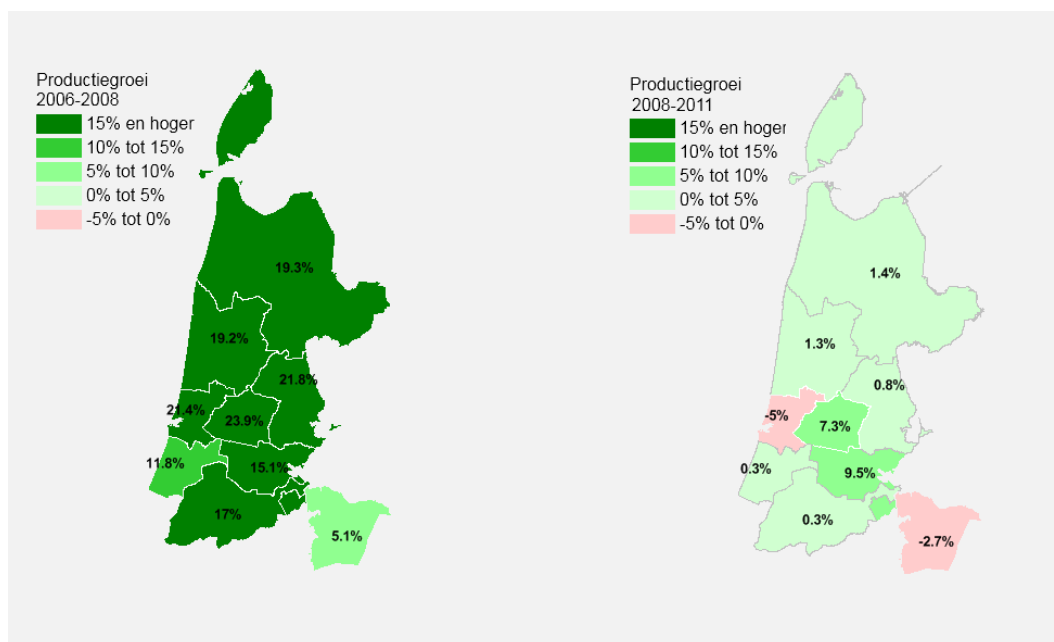 Productiegroei
2006-2008
15% en hoger
10% tot 15%
5% tot 10%
0% tot 5%
-5% tot 0%
19.3%
19.2%
21.8%
21.4%
23.9%
11.8%
15.1%
17%
5.1%
Productiegroei
2008-2011
15% en hoger
10% tot 15%
5% tot 10%
0% tot 5%
-5% tot 0%
1.4%
1.3%
0.8%
-5%
7.3%
0.3%
9.5%
0.3%
-2.7%